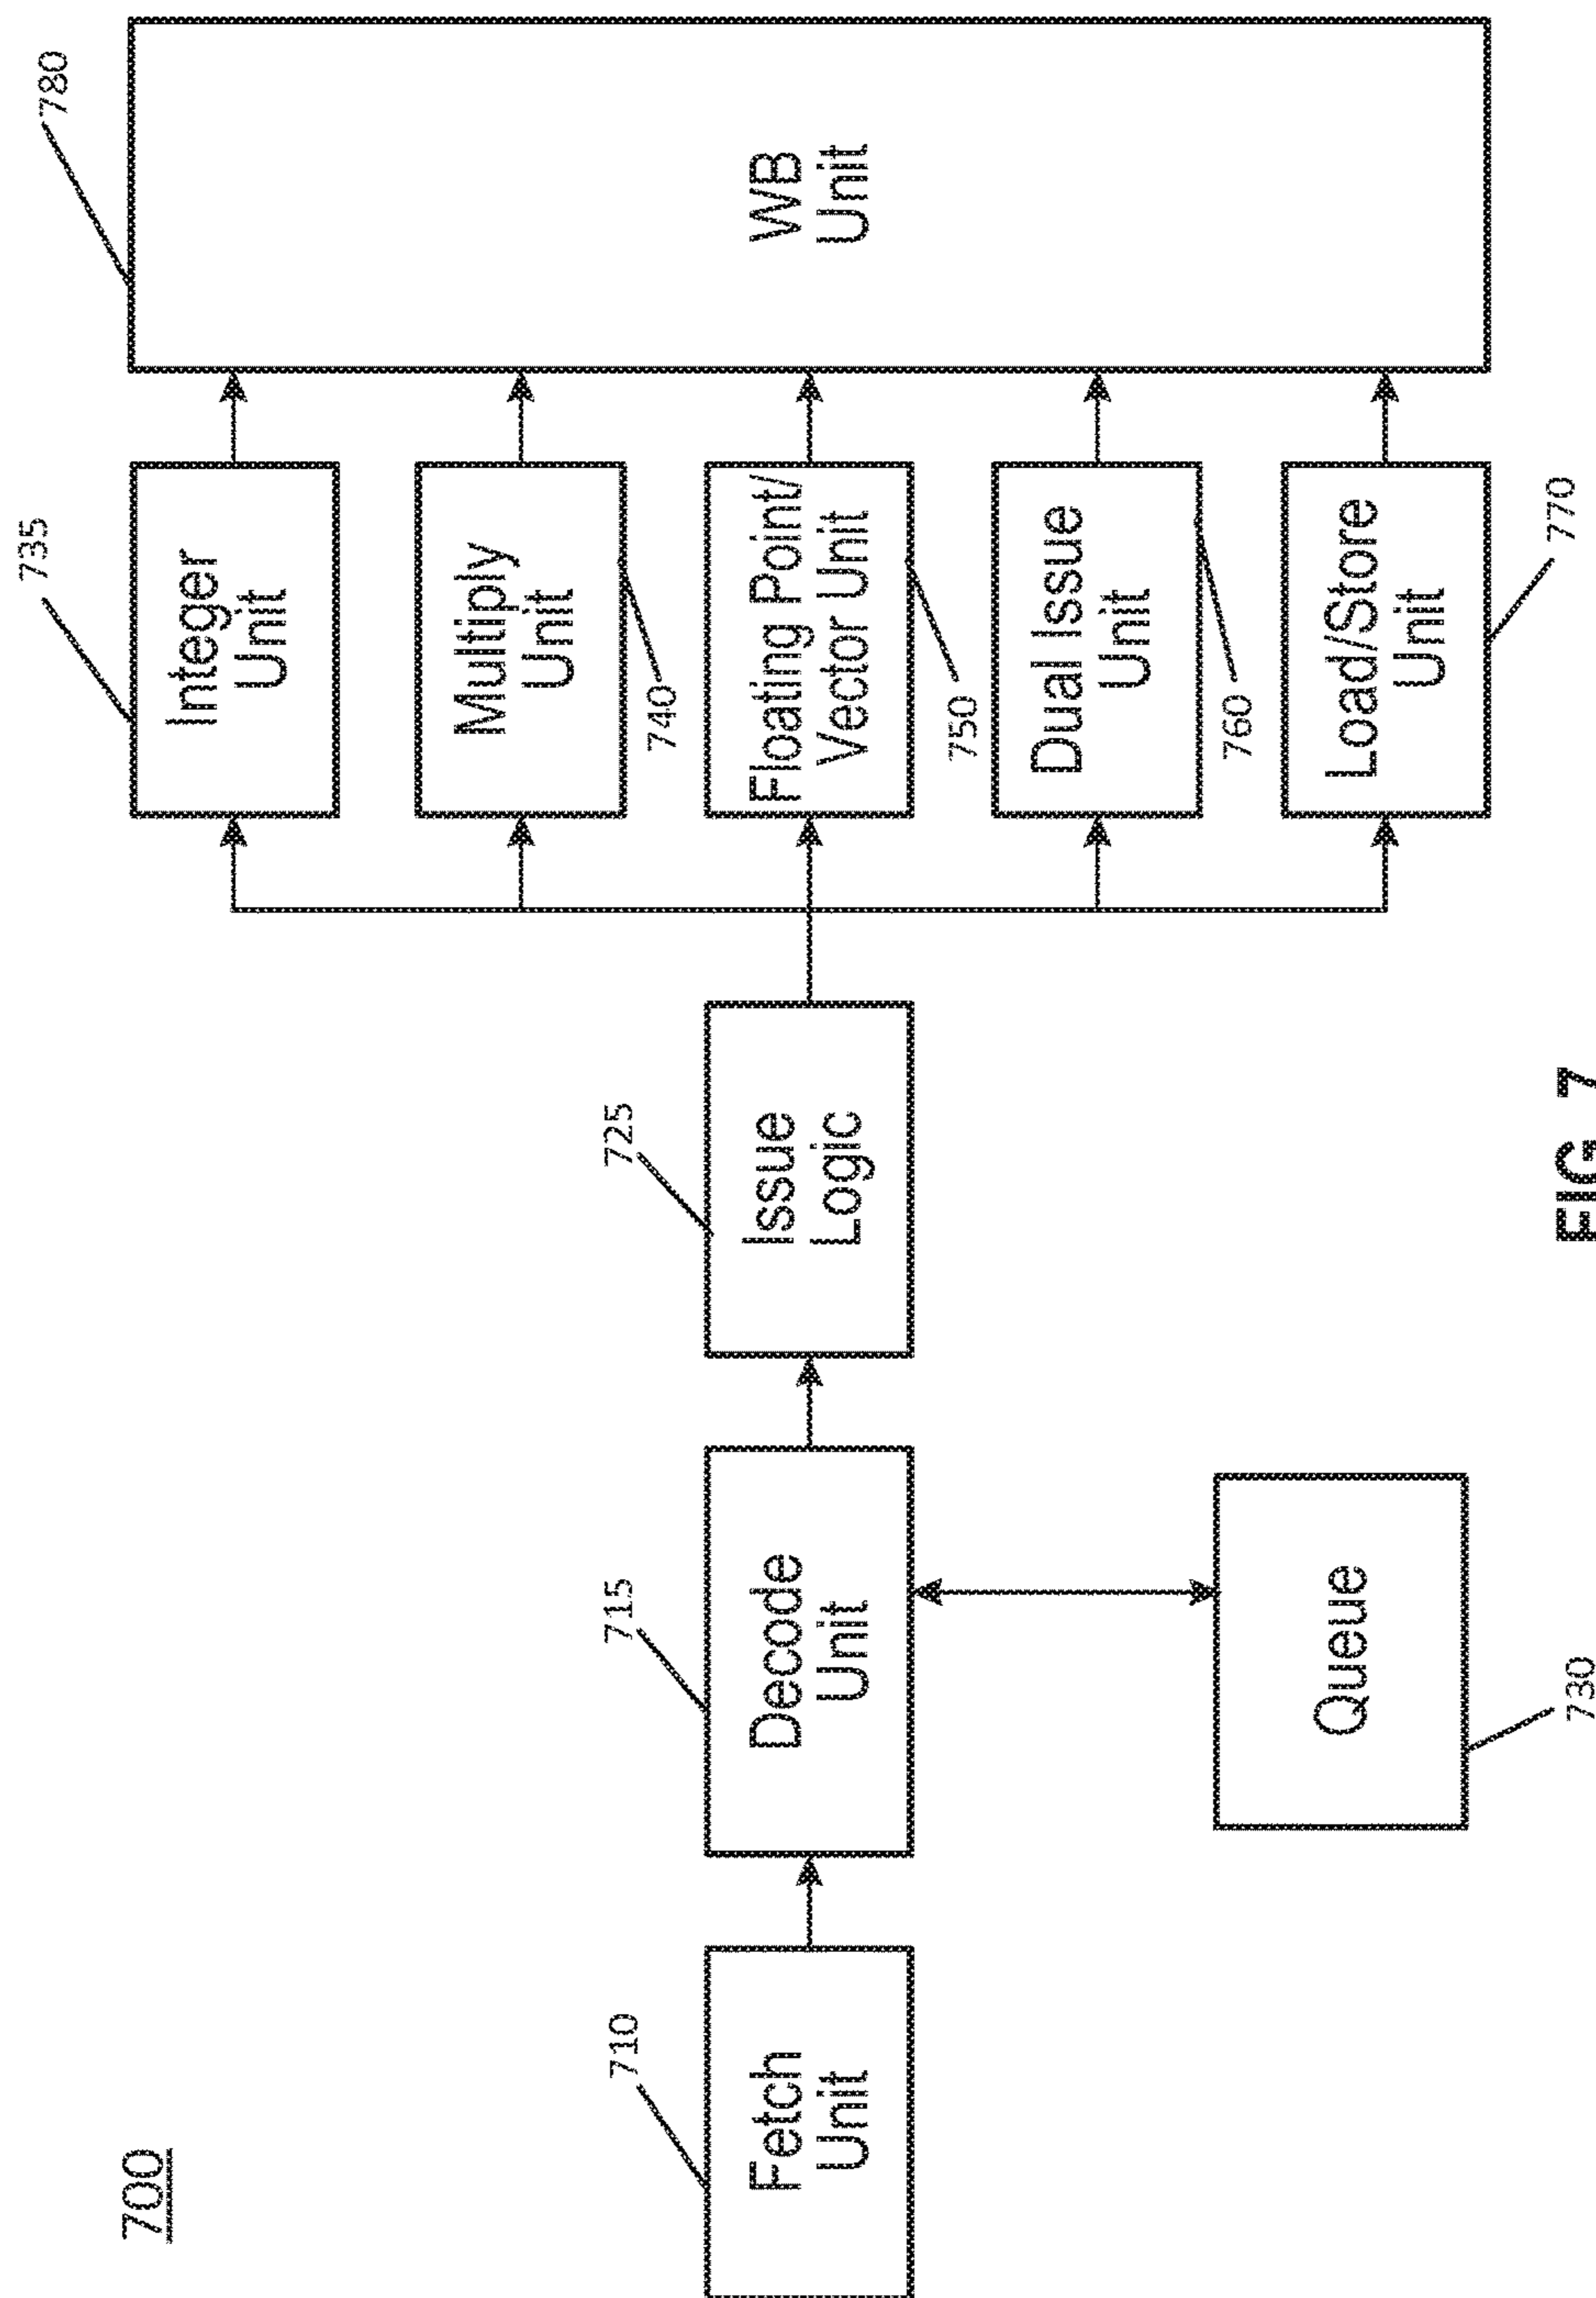 700
710
Fetch
Unit
715
Decode
Unit
Queue
730
725
Issue
Logic
735
Integer
Unit
Multiply
Unit
740
Floating Point/
Vector Unit
750
Dual Issue
Unit
760
Load/Store
Unit
770
780
WB
Unit
FIG. 7